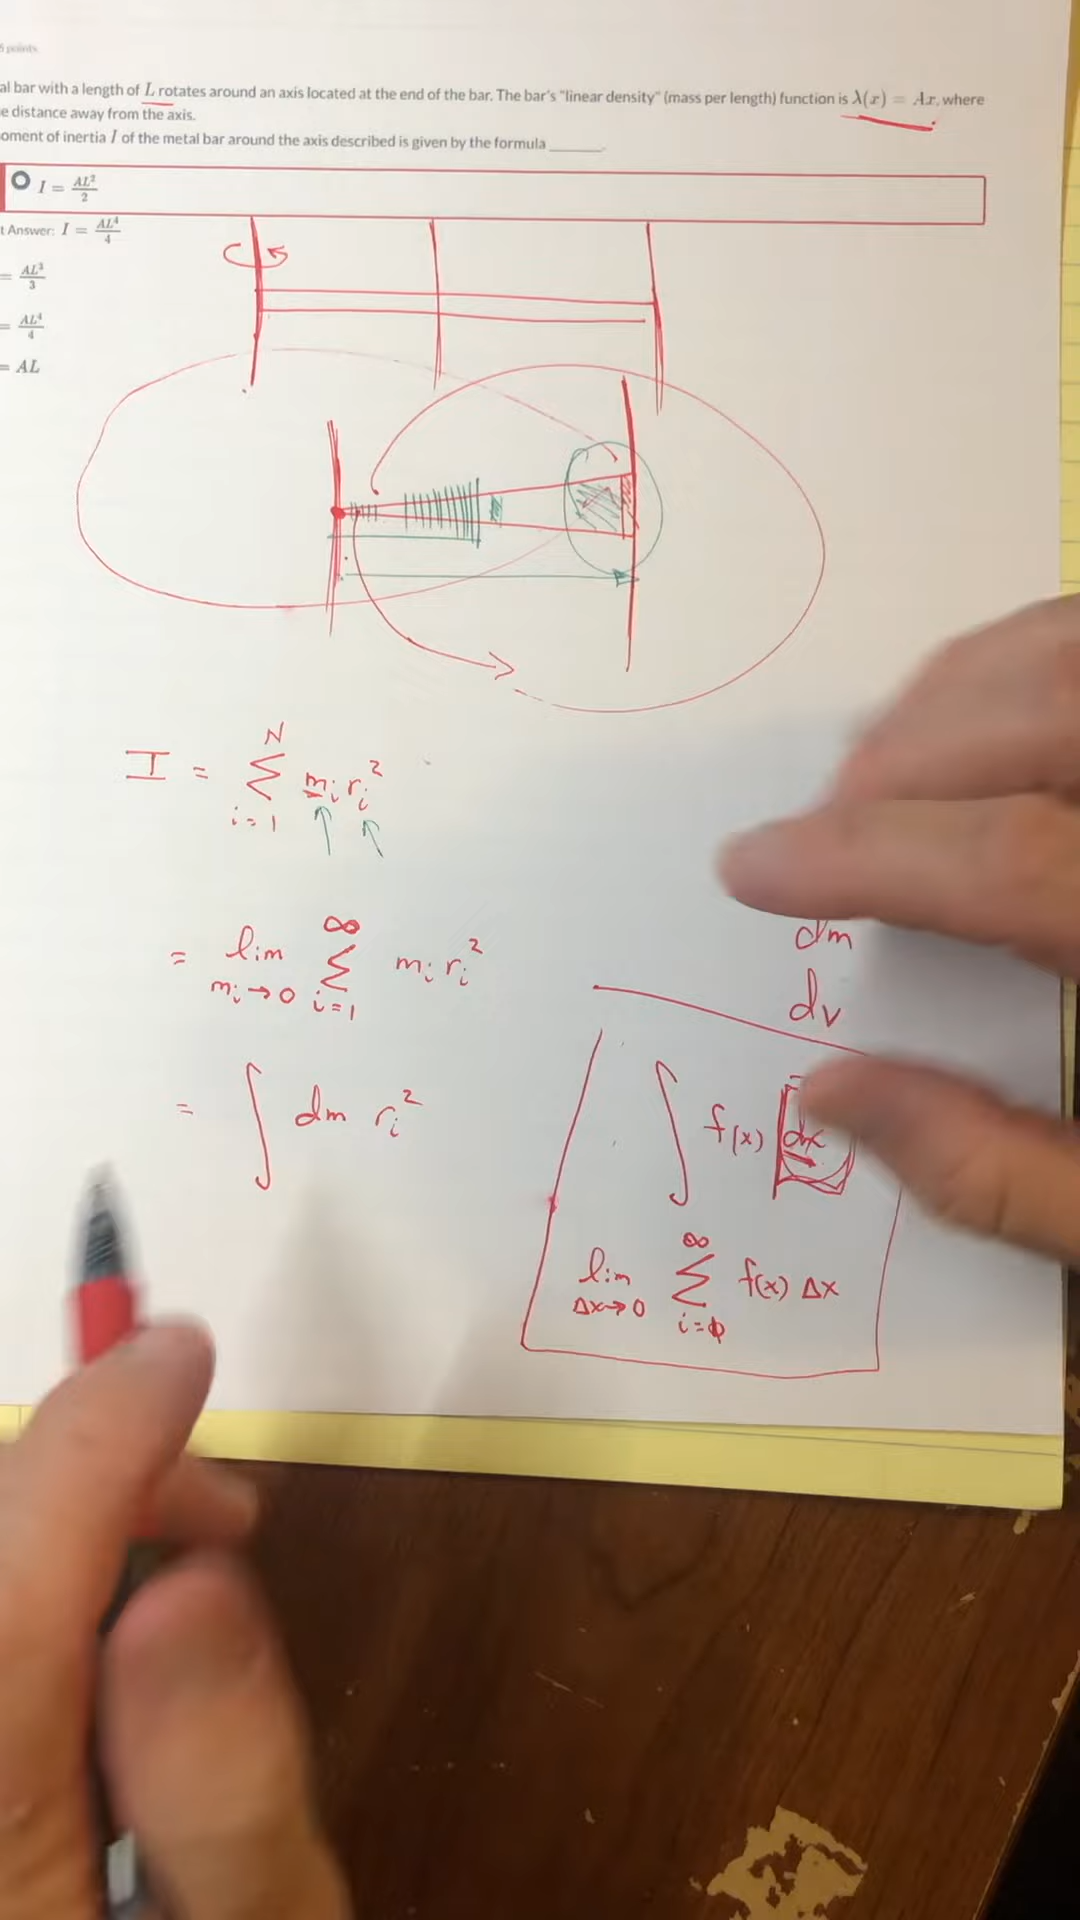 6 points
al bar with a length of L rotates around an axis located at the end of the bar. The bar's "linear density" (mass per length) function is λ(x) = Ax, where
e distance away from the axis.
oment of inertia I of the metal bar around the axis described is given by the formula ______.
I = AL²/2
t Answer: I = AL⁴/4
= AL³/3
= AL⁴/4
= AL
I = N Σ i=1 mᵢ rᵢ²
= lim mᵢ→0 ∞ Σ i=1 mᵢ rᵢ²
dm
dv
= ∫ dm rᵢ²
∫ f(x) dx
lim Δx→0 ∞ Σ f(x) Δx